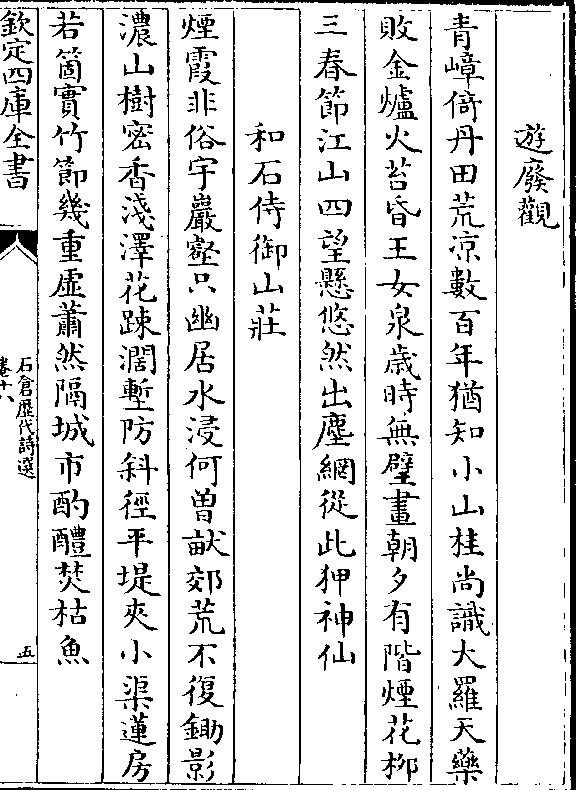 遊廢觀
青嶂倚丹田荒涼數百年猶知小山桂尚識大羅天藥
敗金爐火苔昏玉女泉歲時無壁畫朝夕有階煙花柳
三春節江山四望懸悠然出塵網從此狎神仙
和石侍御山莊
煙霞非俗宇巖壑只幽居水浸何曾畎郊荒不復鋤影
濃山樹密香淺澤花踈濶塹防斜徑平堤夾小渠蓮房
若箇實竹節幾重虛蕭然隔城市酌醴焚枯魚
欽定四庫全書
石倉歷代詩選
卷十八
五